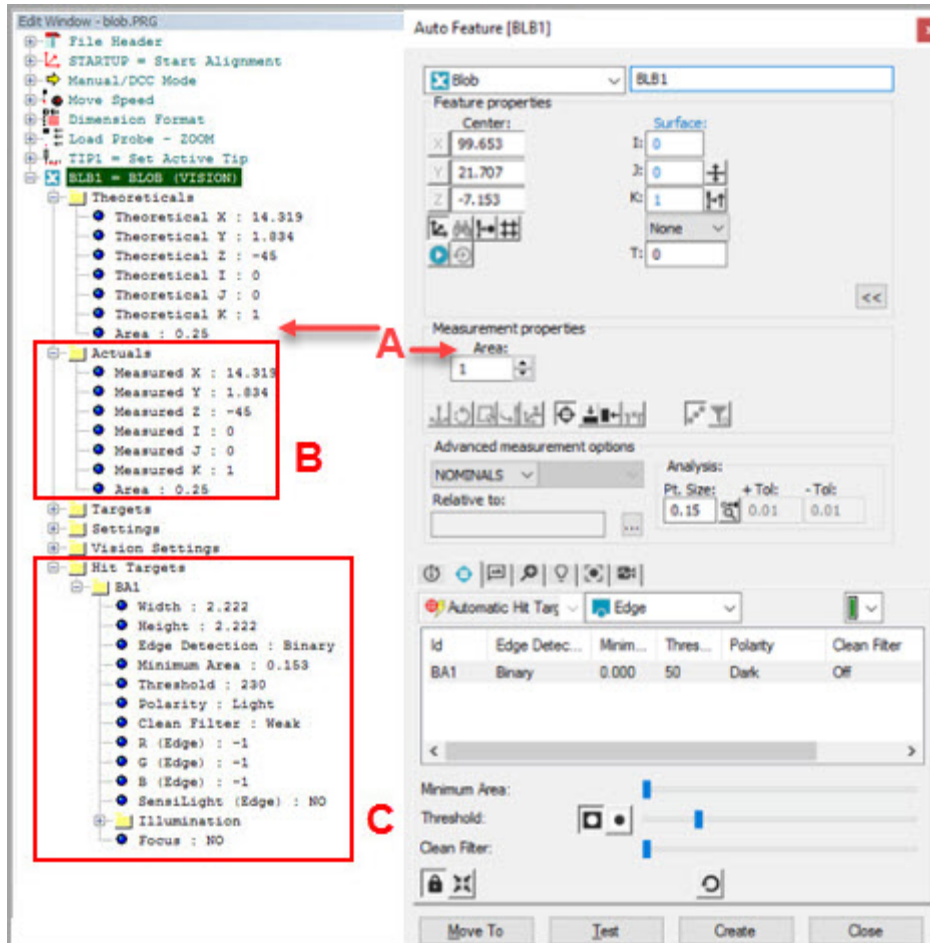 Edit Window - blob.PRG
File Header
STARTUP = Start Alignment
Manual/DCC Mode
Move Speed
Dimension Format
Load Probe - ZOOM
TIP1 = Set Active Tip
BLB1 = BLOB (VISION)
Theoreticals
Theoretical X : 14.319
Theoretical Y : 1.834
Theoretical Z : -45
Theoretical I : 0
Theoretical J : 0
Theoretical K : 1
Area : 0.25
Actuals
Measured X : 14.319
Measured Y : 1.834
Measured Z : -45
Measured I : 0
Measured J : 0
Measured K : 1
Area : 0.25
Targets
Settings
Vision Settings
Hit Targets
BA1
Width : 2.222
Height : 2.222
Edge Detection : Binary
Minimum Area : 0.153
Threshold : 230
Polarity : Light
Clean Filter : Weak
R (Edge) : -1
G (Edge) : -1
B (Edge) : -1
SensiLight (Edge) : NO
Illumination
Focus : NO
A
B
C
Auto Feature [BLB1]
Blob BLB1
Feature properties
Center: Surface:
X 99.653 I: 0
Y 21.707 J: 0
Z -7.153 K: 1
None
T: 0
<<
Measurement properties
Area:
1
Advanced measurement options
NOMINALS Analysis:
Pt. Size: + Tol: - Tol:
Relative to: 0.15 0.01 0.01
...
Automatic Hit Targ Edge
Id Edge Detec... Minim... Thres... Polarity Clean Filter
BA1 Binary 0.000 50 Dark Off
Minimum Area:
Threshold:
Clean Filter:
Move To Test Create Close